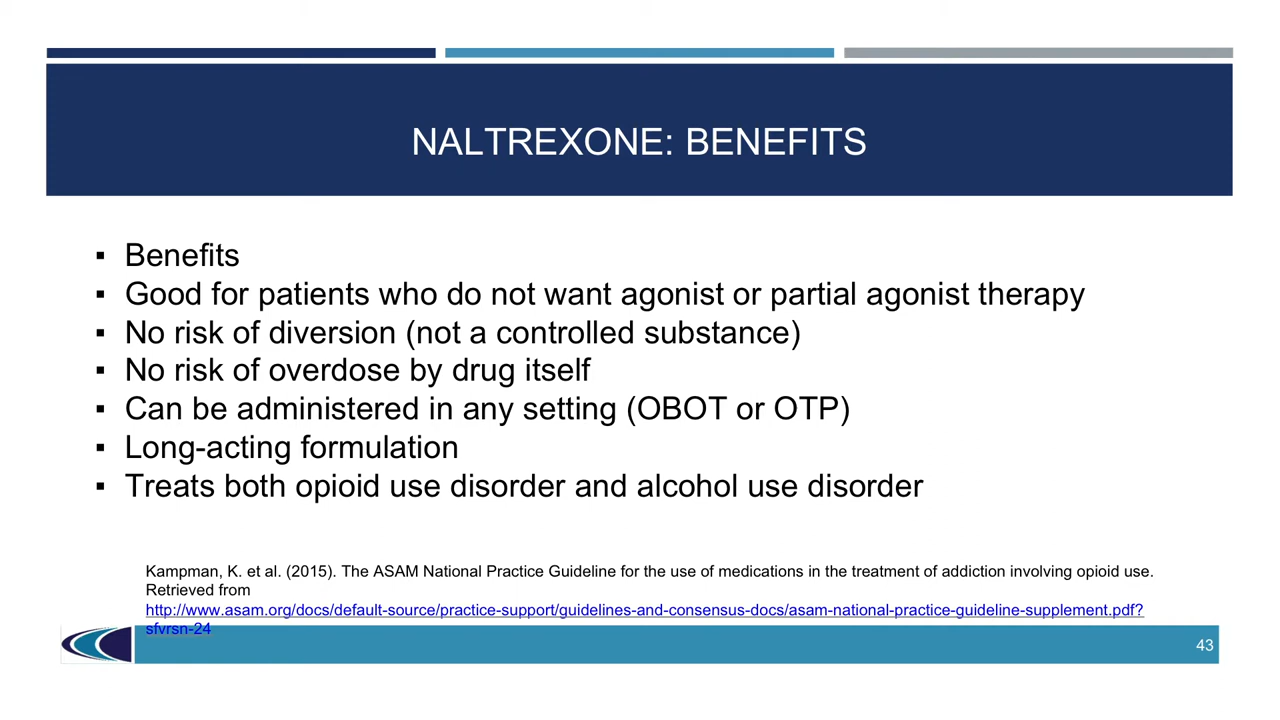 NALTREXONE: BENEFITS
▪ Benefits
▪ Good for patients who do not want agonist or partial agonist therapy
▪ No risk of diversion (not a controlled substance)
▪ No risk of overdose by drug itself
▪ Can be administered in any setting (OBOT or OTP)
▪ Long-acting formulation
▪ Treats both opioid use disorder and alcohol use disorder
Kampman, K. et al. (2015). The ASAM National Practice Guideline for the use of medications in the treatment of addiction involving opioid use.
Retrieved from
http://www.asam.org/docs/default-source/practice-support/guidelines-and-consensus-docs/asam-national-practice-guideline-supplement.pdf?
sfvrsn-24
43